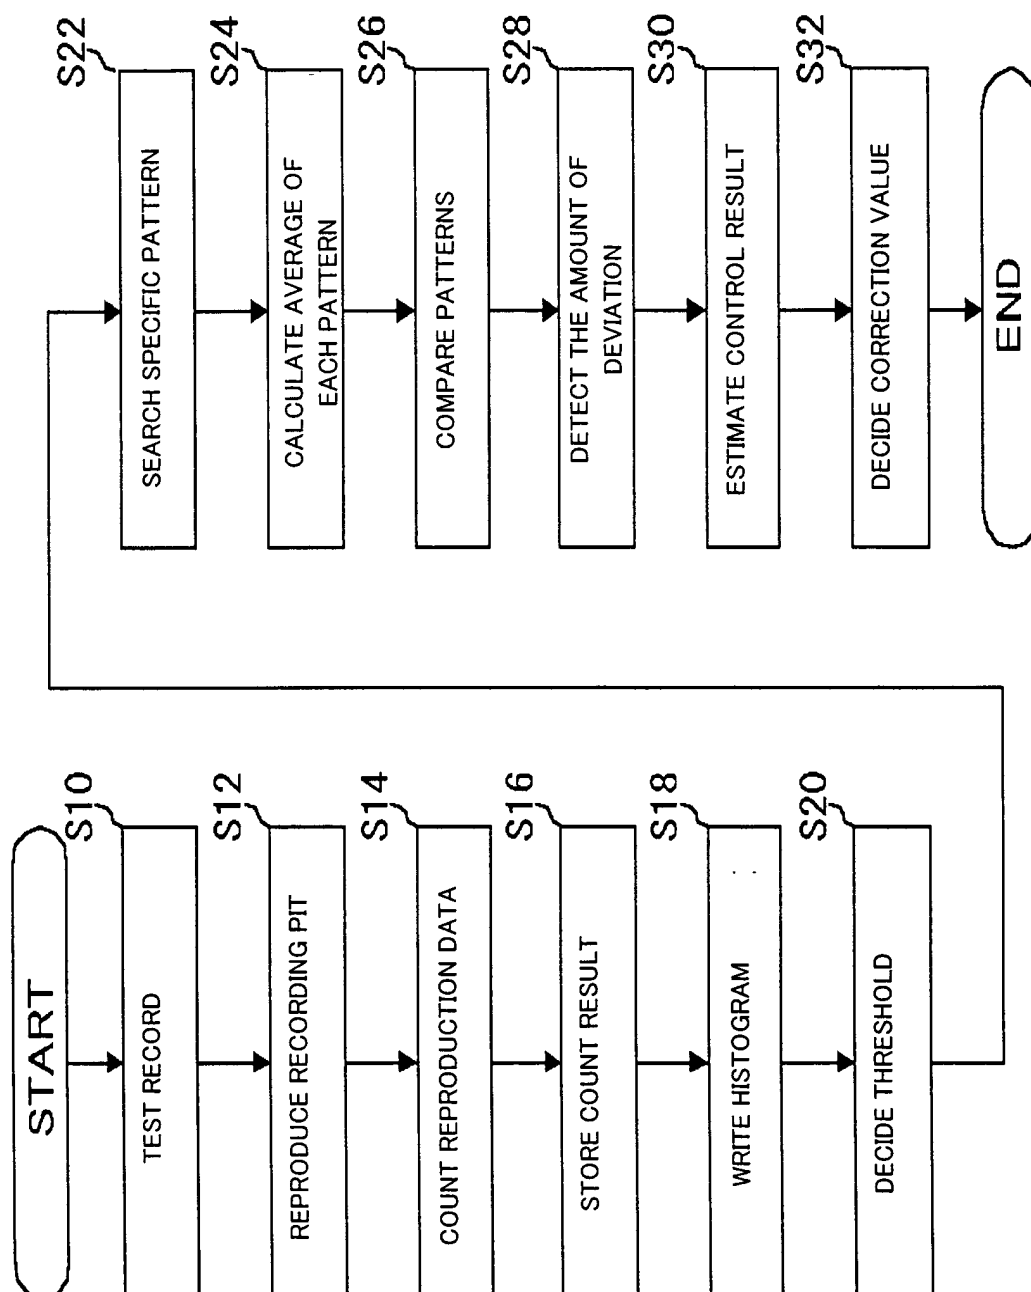 START
S10
TEST RECORD
S12
REPRODUCE RECORDING PIT
S14
COUNT REPRODUCTION DATA
S16
STORE COUNT RESULT
S18
WRITE HISTOGRAM
S20
DECIDE THRESHOLD
S22
SEARCH SPECIFIC PATTERN
S24
CALCULATE AVERAGE OF
EACH PATTERN
S26
COMPARE PATTERNS
S28
DETECT THE AMOUNT OF
DEVIATION
S30
ESTIMATE CONTROL RESULT
S32
DECIDE CORRECTION VALUE
END